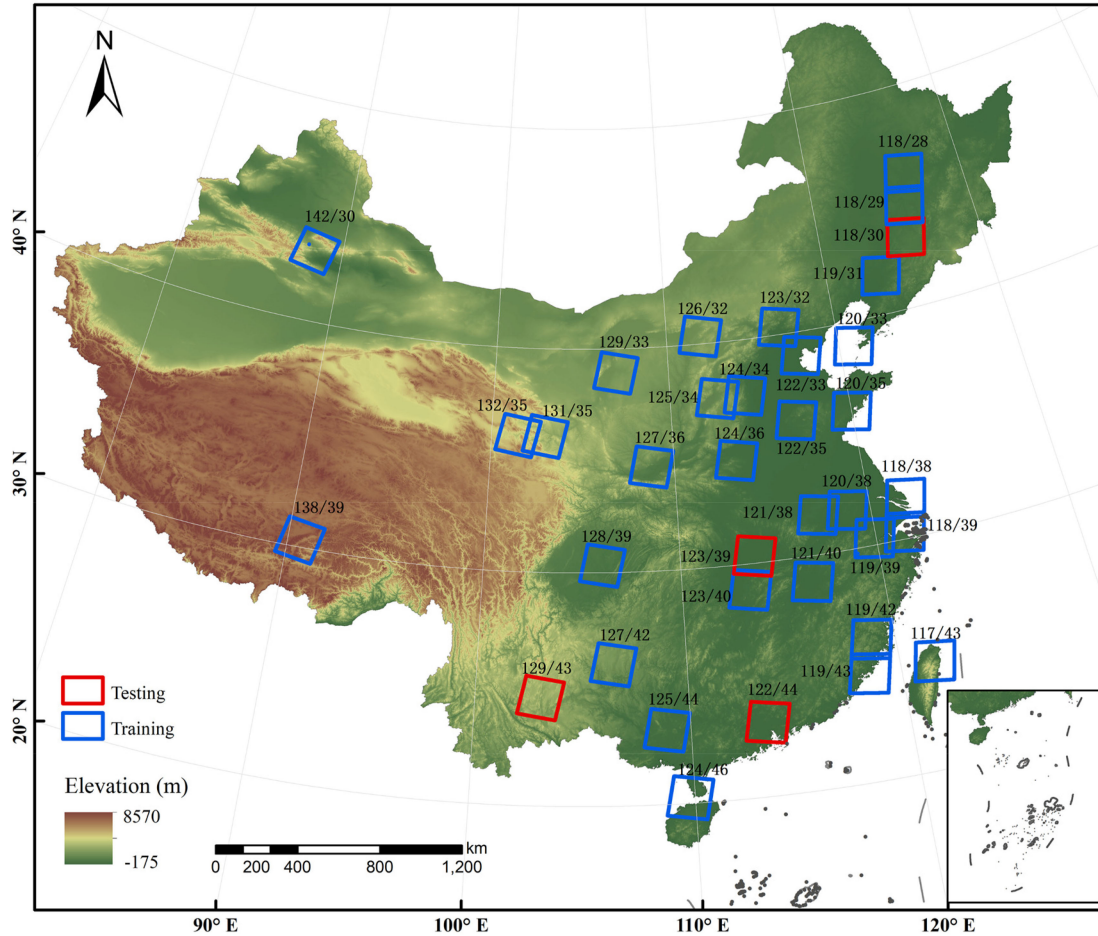 N
118/28
118/29
118/30
119/31
142/30
40° N
126/32
123/32
120/33
129/33
122/33
125/34
124/34
120/35
122/35
132/35
131/35
127/36
124/36
30° N
118/38
120/38
121/38
118/39
119/39
138/39
128/39
123/39
121/40
123/40
119/42
117/43
119/43
127/42
129/43
20° N
125/44
122/44
124/46
Testing
Training
Elevation (m)
8570
-175
km
0 200 400 800 1,200
90° E
100° E
110° E
120° E